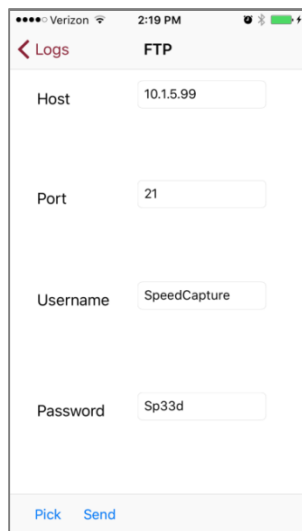 Verizon 2:19 PM
Logs FTP
Host 10.1.5.99
Port 21
Username SpeedCapture
Password Sp33d
Pick Send